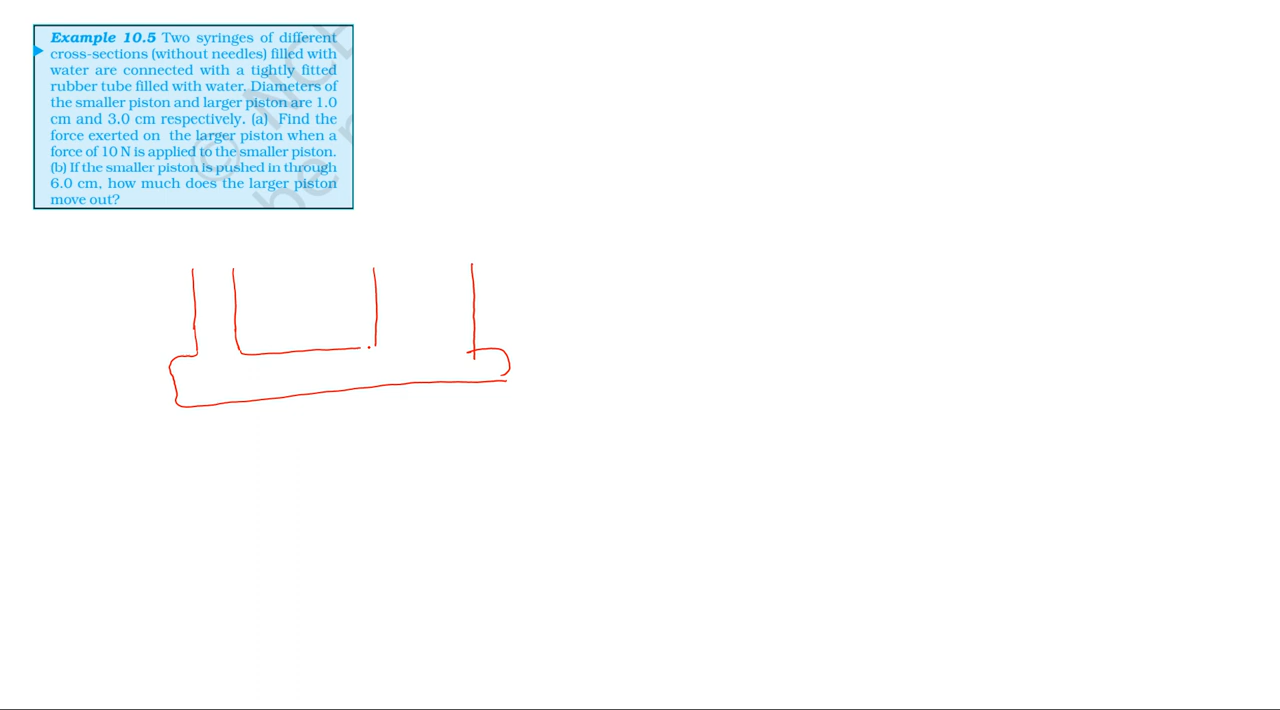 Example 10.5 Two syringes of different
cross-sections (without needles) filled with
water are connected with a tightly fitted
rubber tube filled with water. Diameters of
the smaller piston and larger piston are 1.0
cm and 3.0 cm respectively. (a) Find the
force exerted on the larger piston when a
force of 10 N is applied to the smaller piston.
(b) If the smaller piston is pushed in through
6.0 cm, how much does the larger piston
move out?